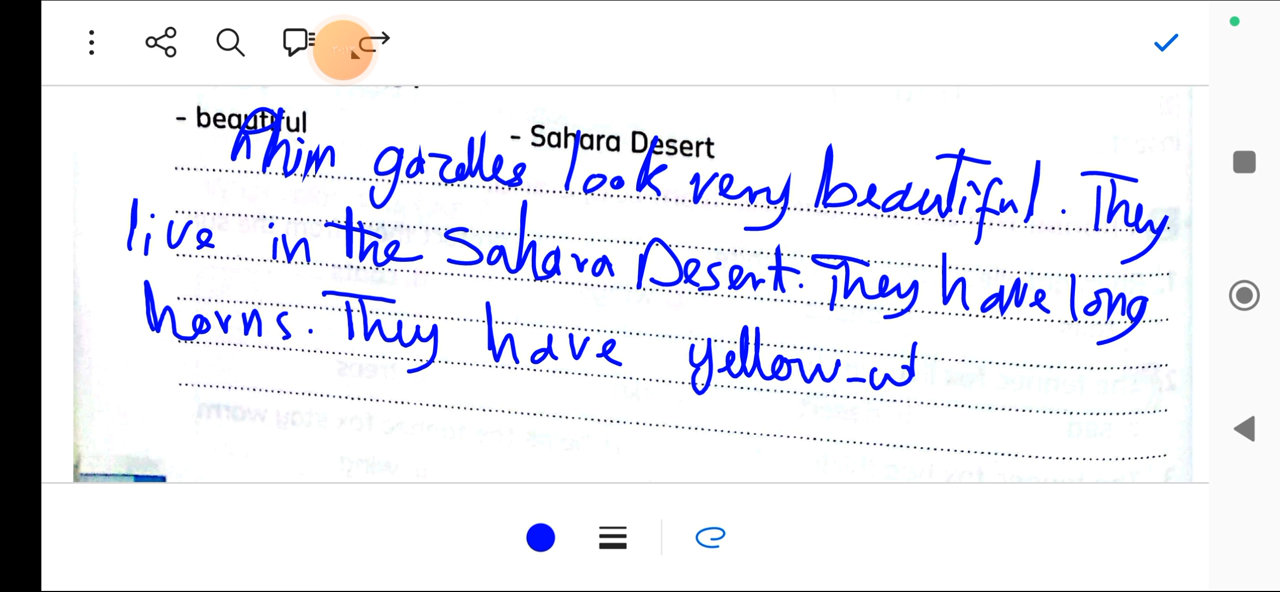 - beautiful
- Sahara Desert
Rhim gazelles look very beautiful. They
live in the Sahara Desert. They have long
horns. They have yellow-w